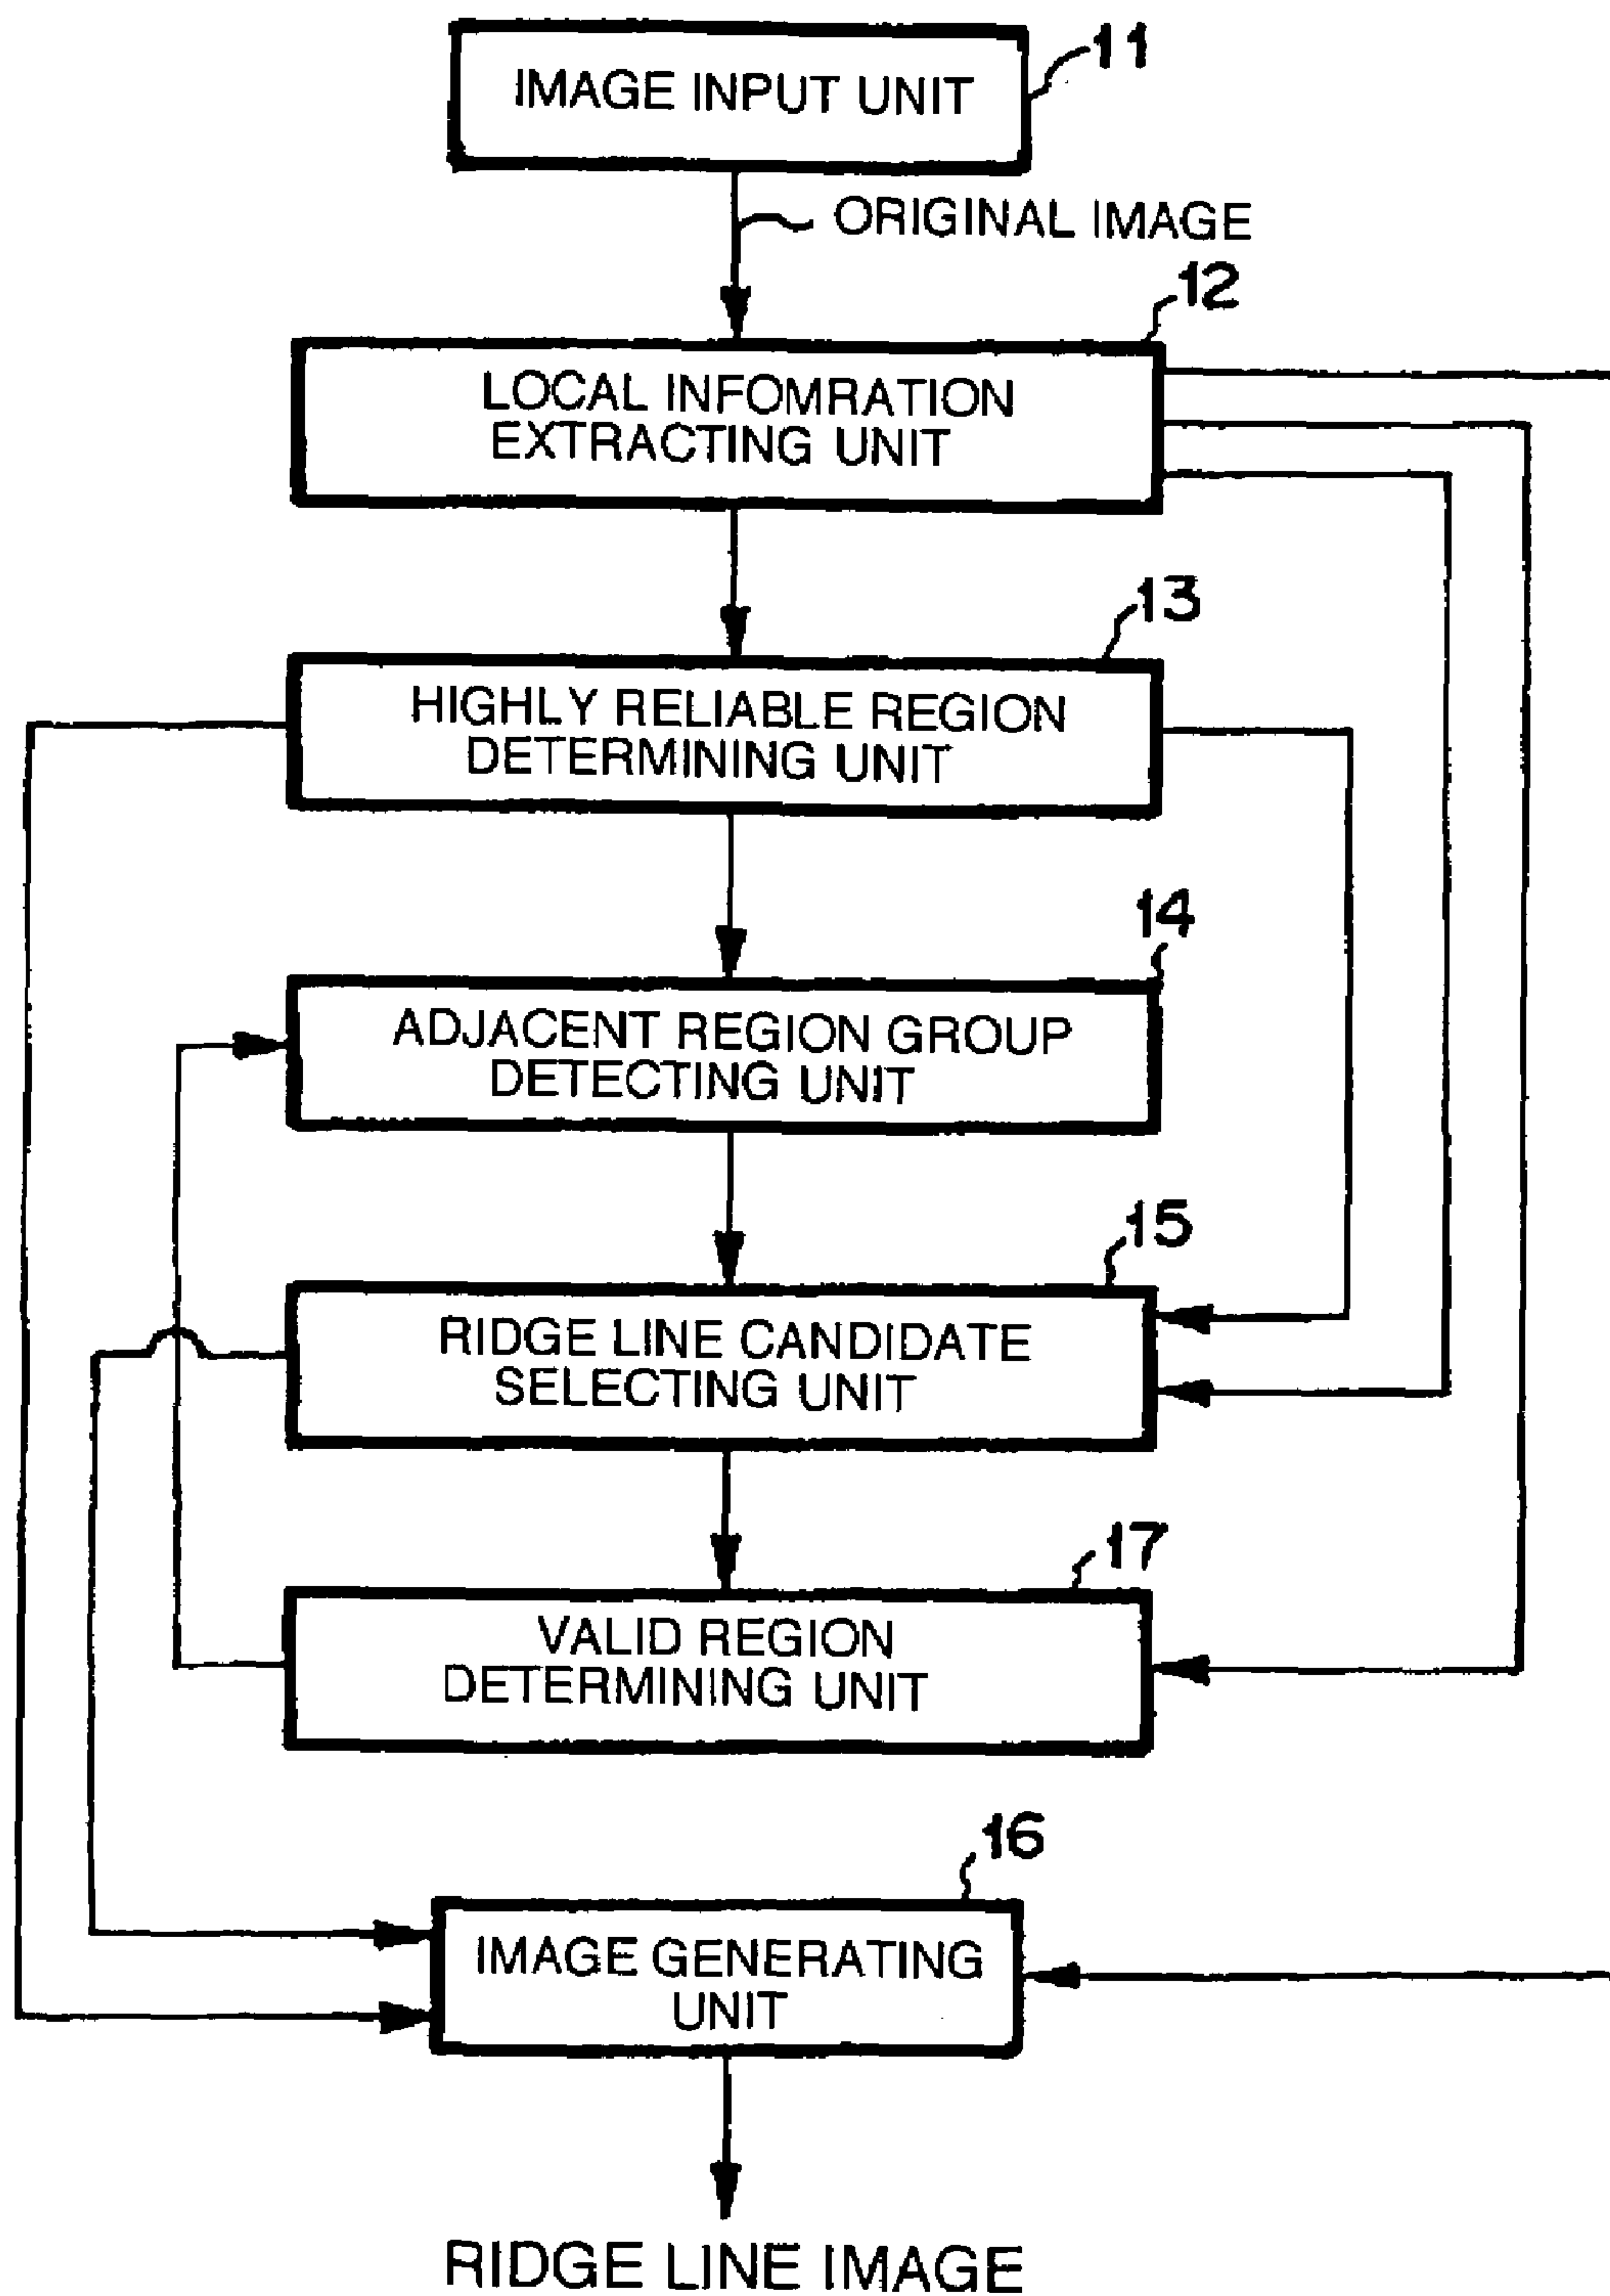 11
IMAGE INPUT UNIT
ORIGINAL IMAGE
12
LOCAL INFOMRATION
EXTRACTING UNIT
13
HIGHLY RELIABLE REGION
DETERMINING UNIT
14
ADJACENT REGION GROUP
DETECTING UNIT
15
RIDGE LINE CANDIDATE
SELECTING UNIT
17
VALID REGION
DETERMINING UNIT
16
IMAGE GENERATING
UNIT
RIDGE LINE IMAGE